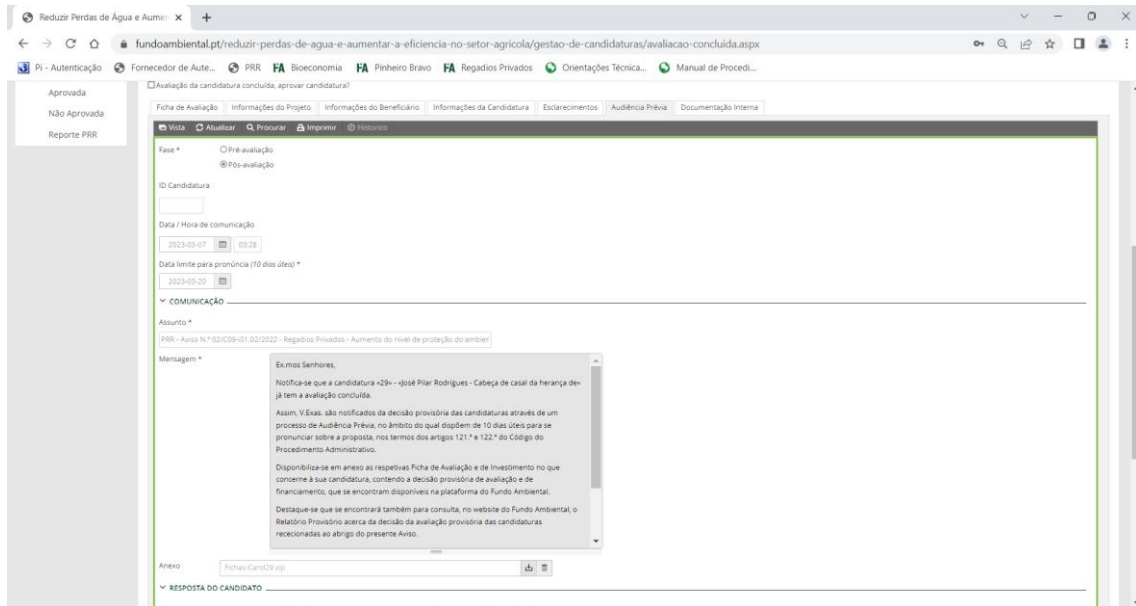 Reduzir Perdas de Água e Aumen
fundoambiental.pt/reduzir-perdas-de-agua-e-aumentar-a-eficiencia-no-setor-agricola/gestao-de-candidaturas/avaliacao-concluida.aspx
Pi - Autenticação Fornecedor de Aute... PRR FA Bioeconomia FA Pinheiro Bravo FA Regadios Privados Orientações Técnica... Manual de Procedi...
Aprovada
Não Aprovada
Reporte PRR
Avaliação da candidatura concluída, aprovar candidatura?
Ficha de Avaliação Informações do Projeto Informações do Beneficiário Informações da Candidatura Esclarecimentos Audiência Prévia Documentação Interna
Vista Atualizar Procurar Imprimir Historico
Fase * Pré-avaliação
Pós-avaliação
ID Candidatura
Data / Hora de comunicação
2023-03-07 03:28
Data limite para pronúncia (10 dias úteis) *
2023-03-20
COMUNICAÇÃO
Assunto *
PRR - Aviso N.º 02/C09-i01.02/2022 - Regadios Privados - Aumento do nível de proteção do ambien
Mensagem *
Ex.mos Senhores,
Notifica-se que a candidatura «29» - «José Pilar Rodrigues - Cabeça de casal da herança de»
já tem a avaliação concluída.
Assim, V.Exas. são notificados da decisão provisória das candidaturas através de um
processo de Audiência Prévia, no âmbito do qual dispõem de 10 dias úteis para se
pronunciar sobre a proposta, nos termos dos artigos 121.º e 122.º do Código do
Procedimento Administrativo.
Disponibiliza-se em anexo as respetivas Ficha de Avaliação e de Investimento no que
concerne à sua candidatura, contendo a decisão provisória de avaliação e de
financiamento, que se encontram disponíveis na plataforma do Fundo Ambiental.
Destaque-se que se encontrará também para consulta, no website do Fundo Ambiental, o
Relatório Provisório acerca da decisão da avaliação provisória das candidaturas
rececionadas ao abrigo do presente Aviso.
Anexo Fichas-Cand29.zip
RESPOSTA DO CANDIDATO